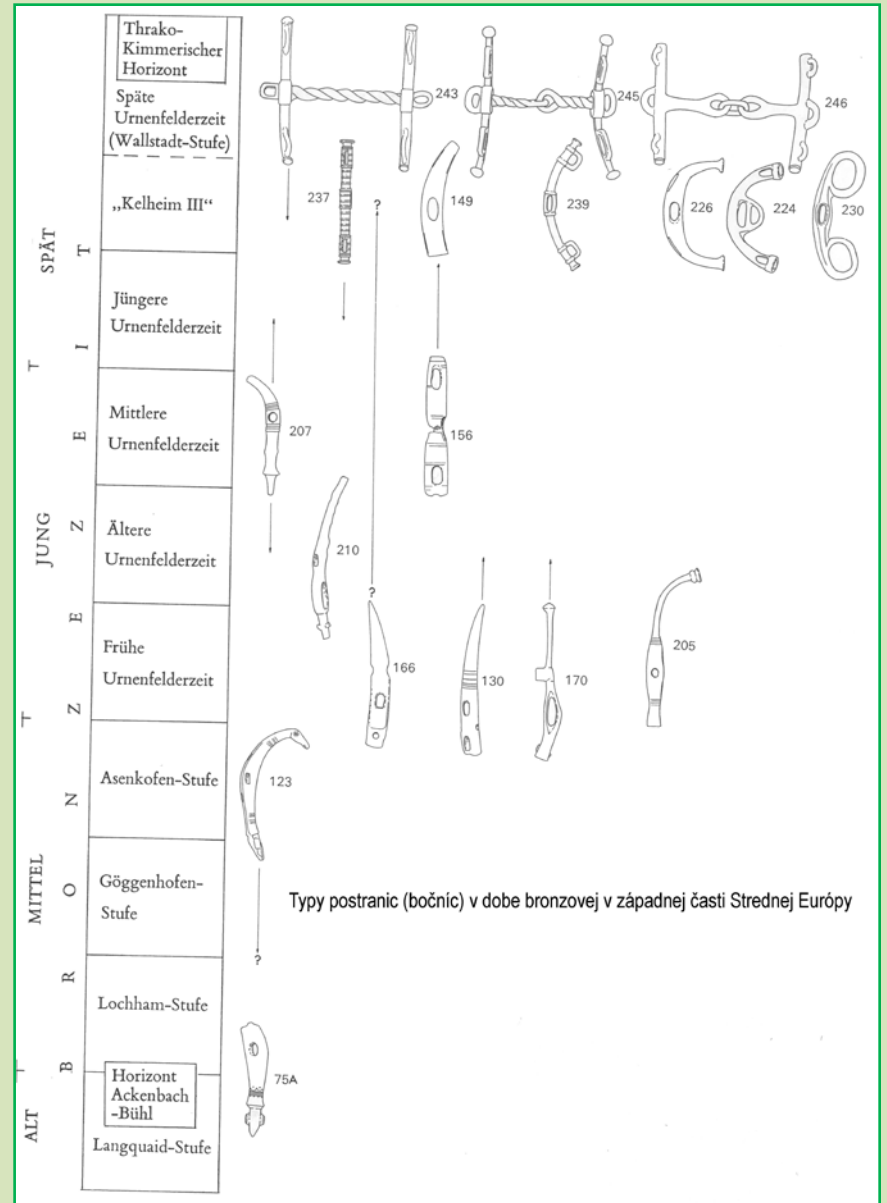 Thrako-
Kimmerischer
Horizont
Späte
Urnenfelderzeit
(Wallstadt-Stufe)
„Kelheim III“
Jüngere
Urnenfelderzeit
Mittlere
Urnenfelderzeit
Ältere
Urnenfelderzeit
Frühe
Urnenfelderzeit
Asenkofen-Stufe
Göggenhofen-
Stufe
Lochham-Stufe
Horizont
Ackenbach
-Bühl
Langquaid-Stufe
SPÄT
JUNG
MITTEL
ALT
BRONZEZEIT
243
245
246
237
?
149
239
226
224
230
207
156
210
?
166
130
170
205
123
?
75A
Typy postranic (bočníc) v dobe bronzovej v západnej časti Strednej Európy